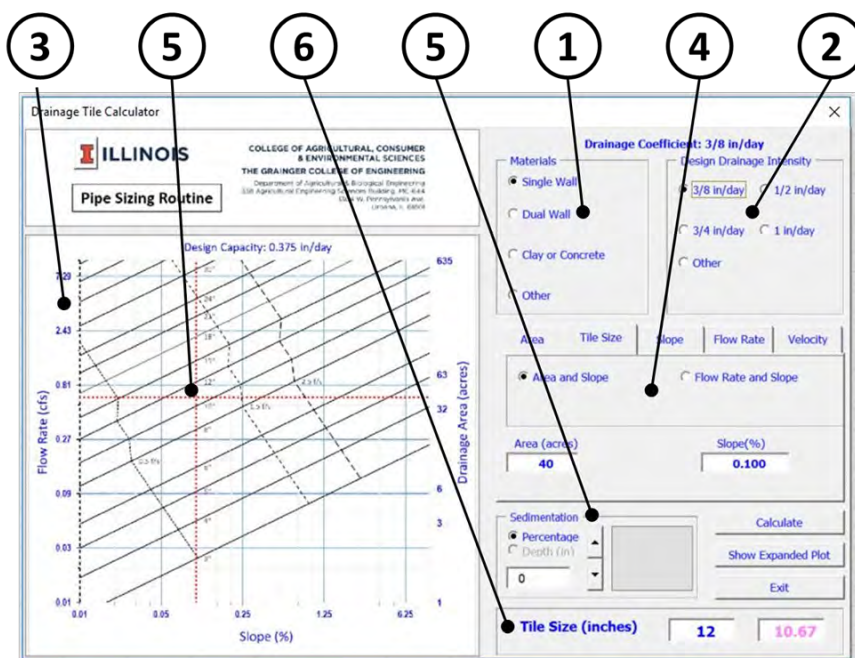 3 5 6 5 1 4 2
Drainage Tile Calculator
ILLINOIS
COLLEGE OF AGRICULTURAL, CONSUMER
& ENVIRONMENTAL SCIENCES
THE GRAINGER COLLEGE OF ENGINEERING
Department of Agricultural & Biological Engineering
Pipe Sizing Routine
Drainage Coefficient: 3/8 in/day
Materials
Single Wall
Dual Wall
Clay or Concrete
Other
Design Drainage Intensity
3/8 in/day 1/2 in/day
3/4 in/day 1 in/day
Other
Design Capacity: 0.375 in/day
Flow Rate (cfs)
7.29
2.43
0.81
0.27
0.09
0.03
0.01
Drainage Area (acres)
635
63
32
6
3
1
0.01 0.05 0.25 1.25 6.25
Slope (%)
Area Tile Size Slope Flow Rate Velocity
Area and Slope Flow Rate and Slope
Area (acres) Slope(%)
40 0.100
Sedimentation
Percentage
Depth (in)
0
Calculate
Show Expanded Plot
Exit
Tile Size (inches) 12 10.67